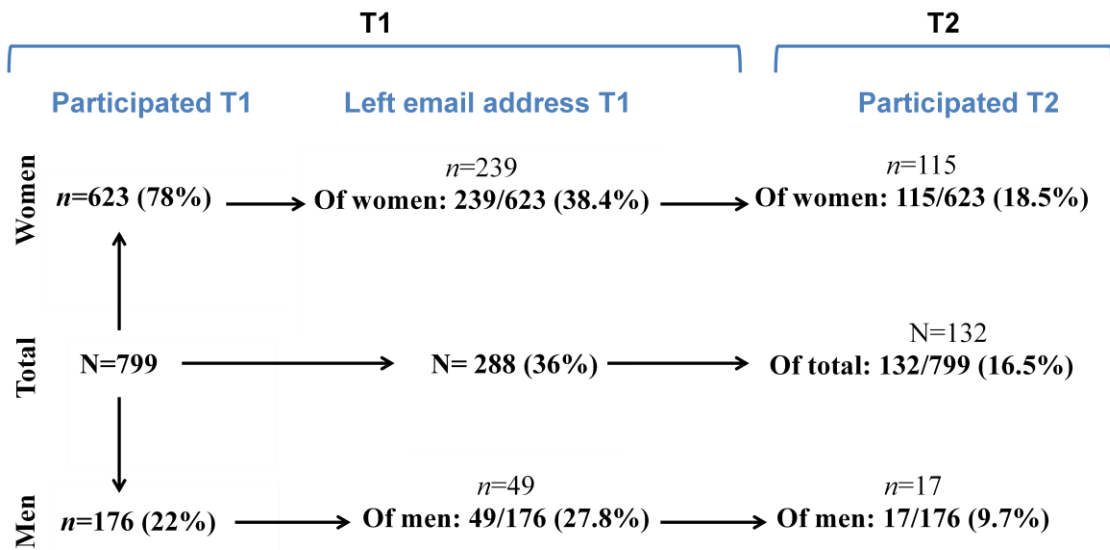 T1
T2
Participated T1
Left email address T1
Participated T2
Women
n=623 (78%)
n=239
Of women: 239/623 (38.4%)
n=115
Of women: 115/623 (18.5%)
Total
N=799
N= 288 (36%)
N=132
Of total: 132/799 (16.5%)
Men
n=176 (22%)
n=49
Of men: 49/176 (27.8%)
n=17
Of men: 17/176 (9.7%)